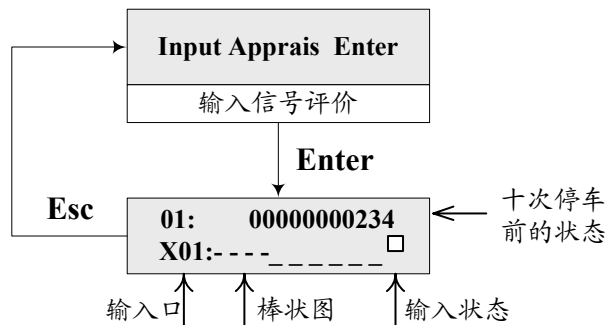 Input Apprais Enter
输入信号评价
Enter
Esc
01: 00000000234
X01:- - - -_ _ _ _ _ _ □
十次停车
前的状态
输入口
棒状图
输入状态